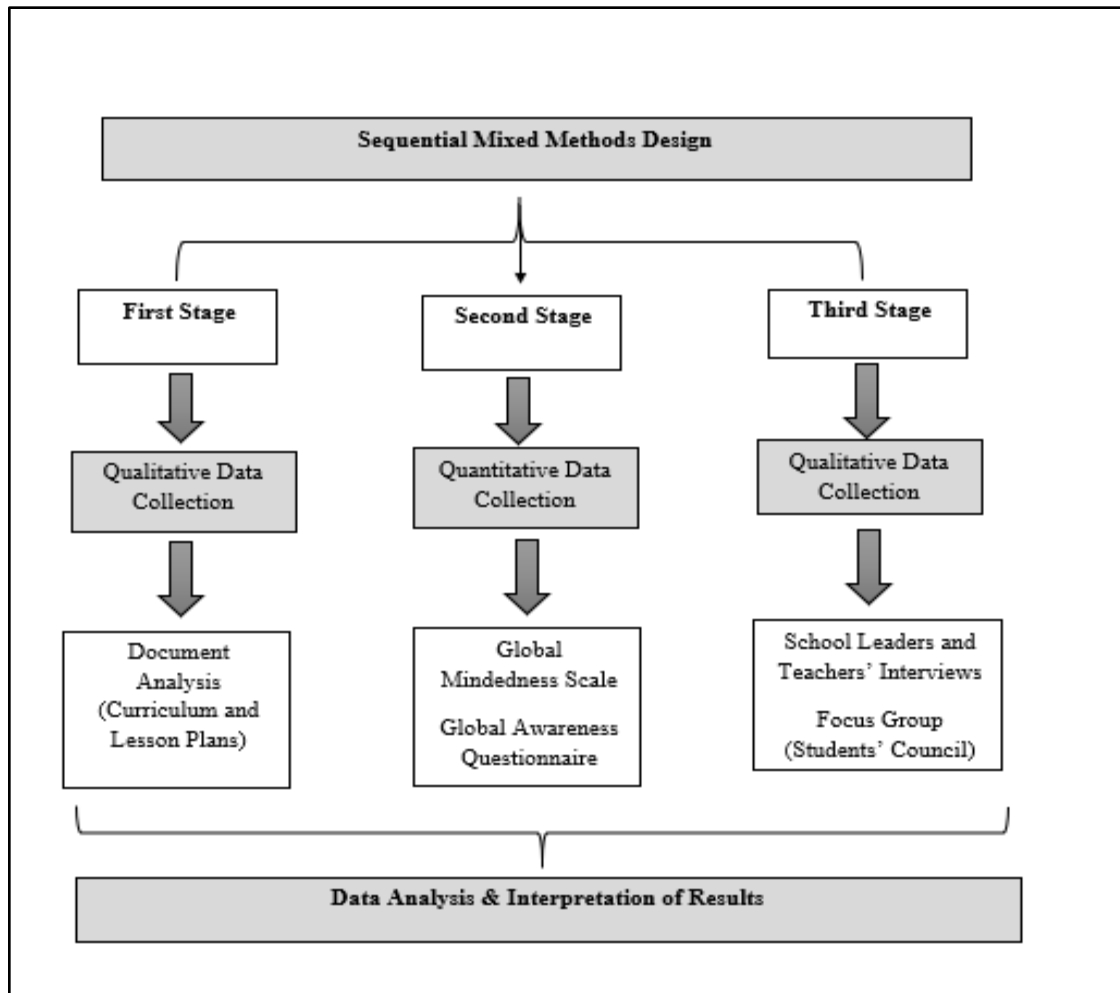 Sequential Mixed Methods Design
First Stage
Second Stage
Third Stage
Qualitative Data
Collection
Quantitative Data
Collection
Qualitative Data
Collection
Document
Analysis
(Curriculum and
Lesson Plans)
Global
Mindedness Scale
Global Awareness
Questionnaire
School Leaders and
Teachers’ Interviews
Focus Group
(Students’ Council)
Data Analysis & Interpretation of Results